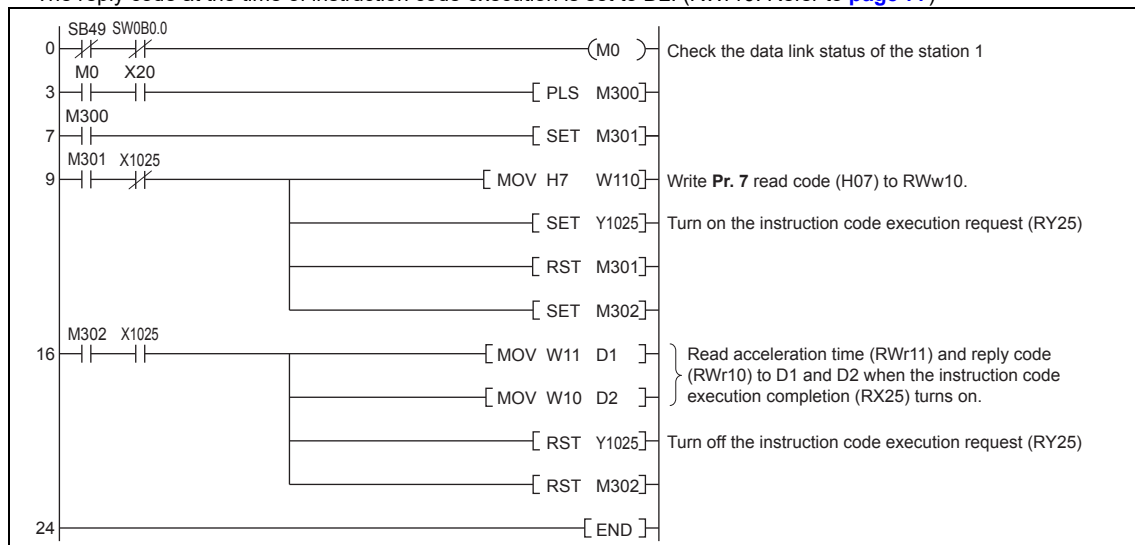 The reply code at the time of instruction code execution is set to D2. (RWr10. Refer to page 77)
SB49 SW0B0.0
0 (M0 ) Check the data link status of the station 1
M0 X20
3 [ PLS M300]
M300
7 [ SET M301]
M301 X1025
9 [ MOV H7 W110] Write Pr. 7 read code (H07) to RWw10.
[ SET Y1025] Turn on the instruction code execution request (RY25)
[ RST M301]
[ SET M302]
M302 X1025
16 [ MOV W11 D1 ] Read acceleration time (RWr11) and reply code
(RWr10) to D1 and D2 when the instruction code
[ MOV W10 D2 ] execution completion (RX25) turns on.
[ RST Y1025] Turn off the instruction code execution request (RY25)
[ RST M302]
24 [ END ]